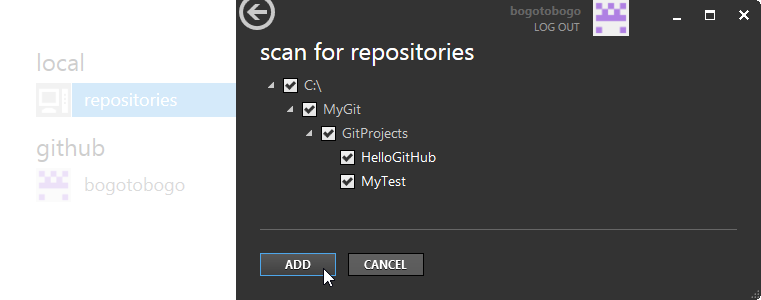 local
repositories
github
bogotobogo
bogotobogo
LOG OUT
scan for repositories
C:\
MyGit
GitProjects
HelloGitHub
MyTest
ADD
CANCEL